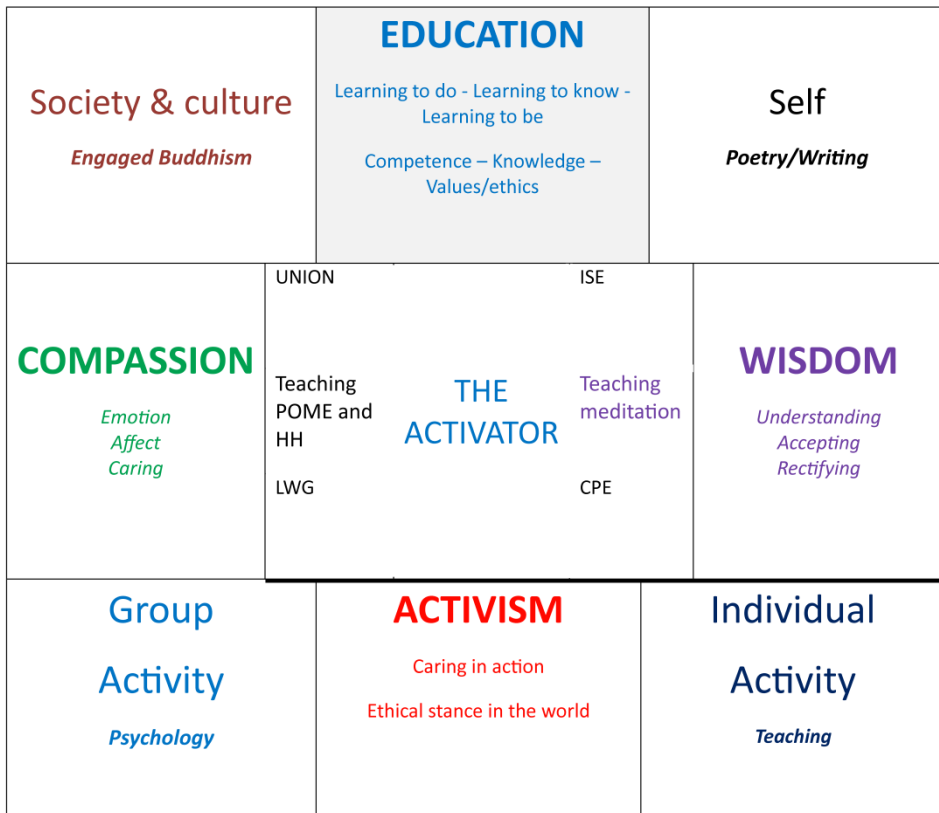 Society & culture
Engaged Buddhism
EDUCATION
Learning to do - Learning to know -
Learning to be
Competence – Knowledge –
Values/ethics
Self
Poetry/Writing
COMPASSION
Emotion
Affect
Caring
UNION
ISE
Teaching
POME and
HH
THE
ACTIVATOR
Teaching
meditation
LWG
CPE
WISDOM
Understanding
Accepting
Rectifying
Group
Activity
Psychology
ACTIVISM
Caring in action
Ethical stance in the world
Individual
Activity
Teaching